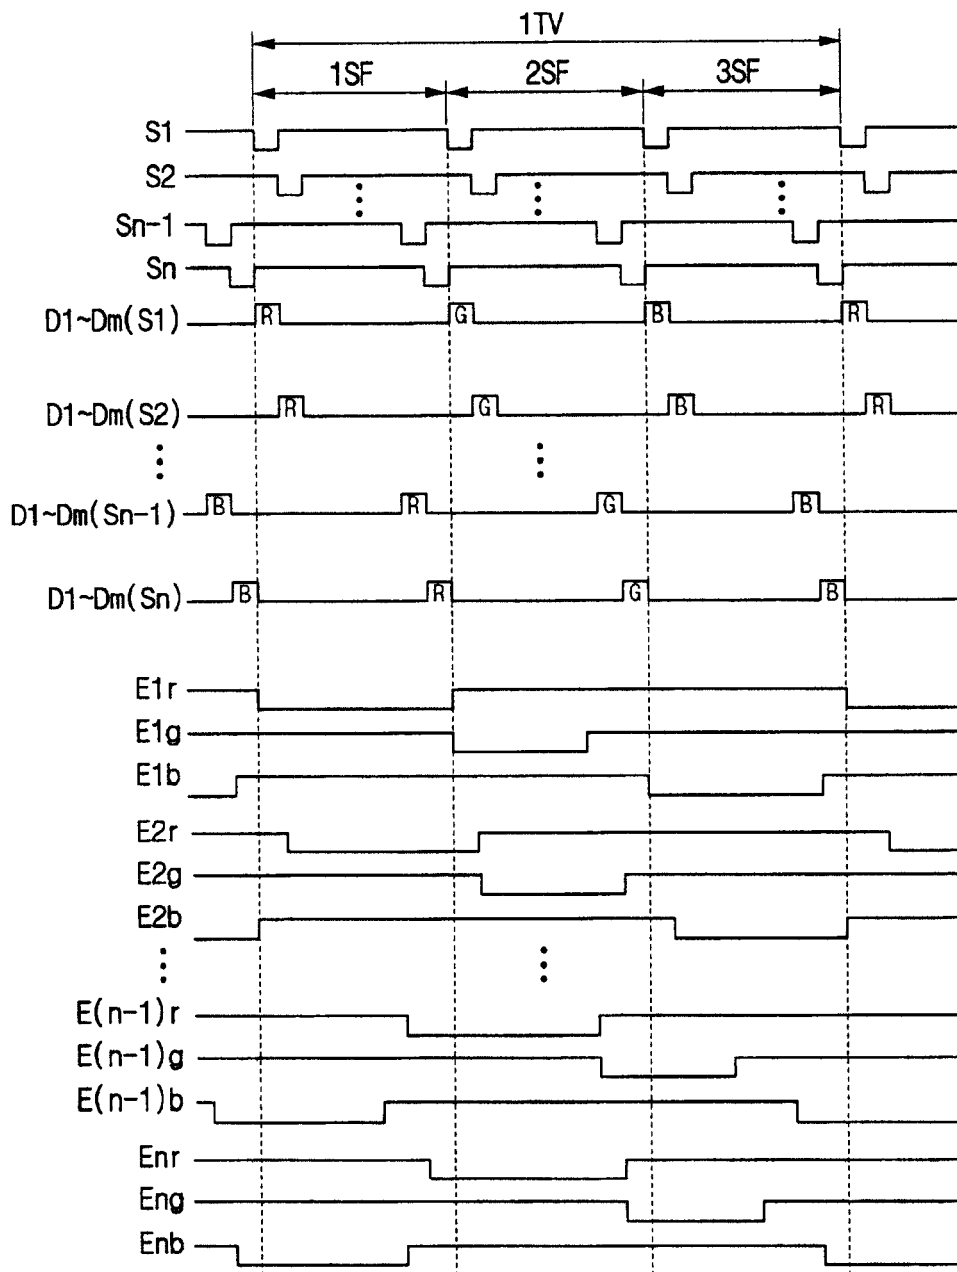 1TV
1SF 2SF 3SF
S1
S2
Sn-1
Sn
D1~Dm(S1) R G B R
D1~Dm(S2) R G B R
D1~Dm(Sn-1) B R G B
D1~Dm(Sn) B R G B
E1r
E1g
E1b
E2r
E2g
E2b
E(n-1)r
E(n-1)g
E(n-1)b
Enr
Eng
Enb